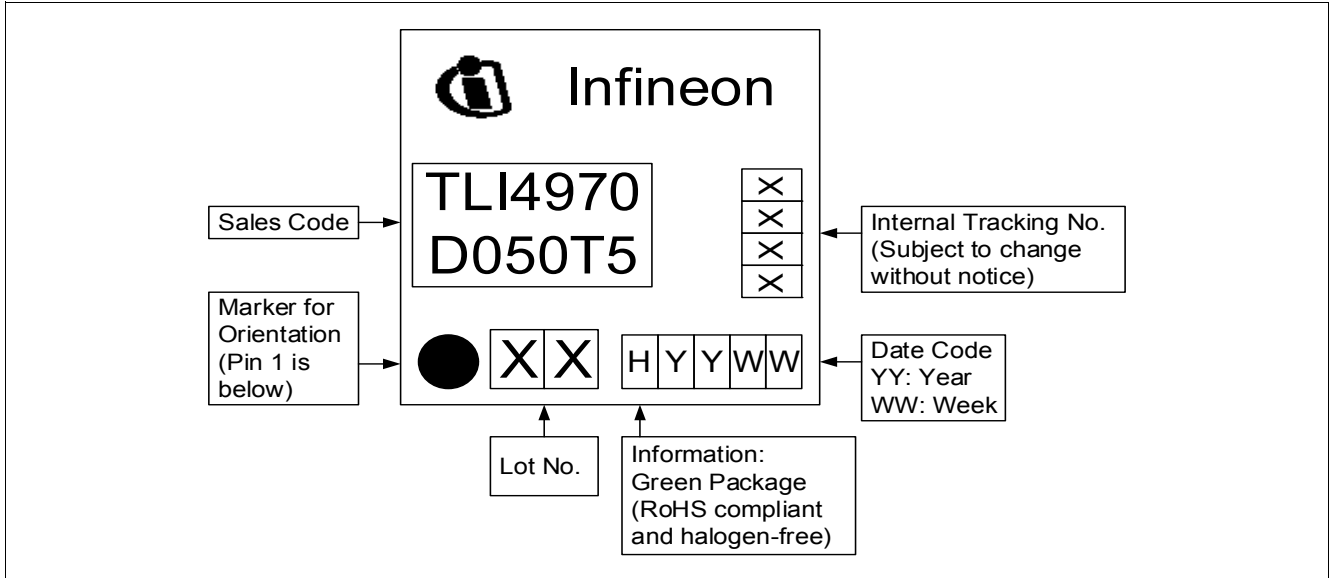 Infineon
TLI4970
D050T5
X
X
X
X
Sales Code
Internal Tracking No.
(Subject to change
without notice)
Marker for
Orientation
(Pin 1 is
below)
X X
H Y Y W W
Date Code
YY: Year
WW: Week
Lot No.
Information:
Green Package
(RoHS compliant
and halogen-free)